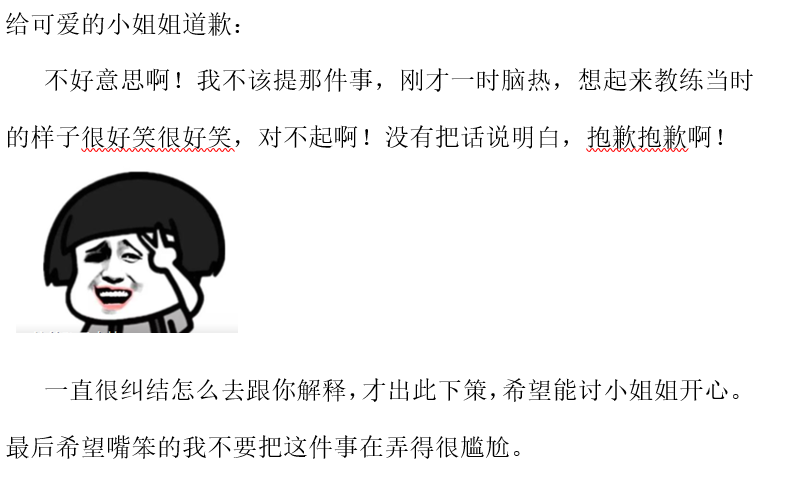 给可爱的小姐姐道歉：
不好意思啊！我不该提那件事，刚才一时脑热，想起来教练当时
的样子很好笑很好笑，对不起啊！没有把话说明白，抱歉抱歉啊！
一直很纠结怎么去跟你解释，才出此下策，希望能讨小姐姐开心。
最后希望嘴笨的我不要把这件事在弄得很尴尬。